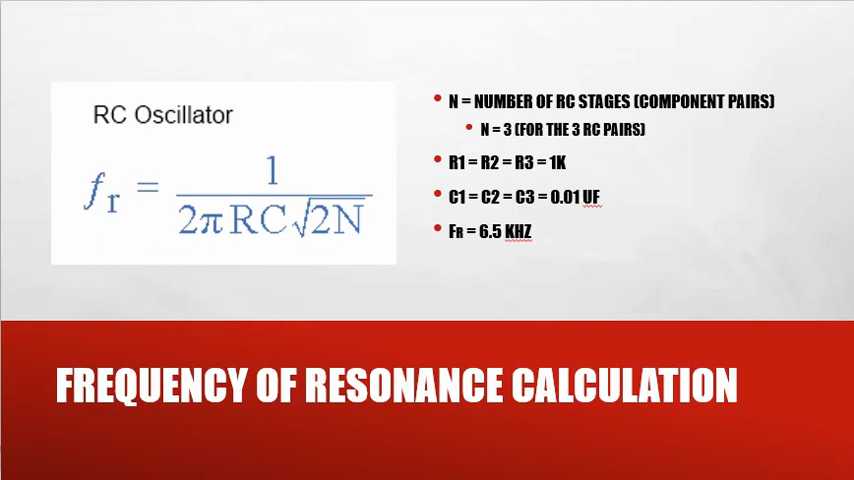 RC Oscillator
fr = 1 / 2πRC√2N
N = NUMBER OF RC STAGES (COMPONENT PAIRS)
N = 3 (FOR THE 3 RC PAIRS)
R1 = R2 = R3 = 1K
C1 = C2 = C3 = 0.01 UF
FR = 6.5 KHZ
FREQUENCY OF RESONANCE CALCULATION